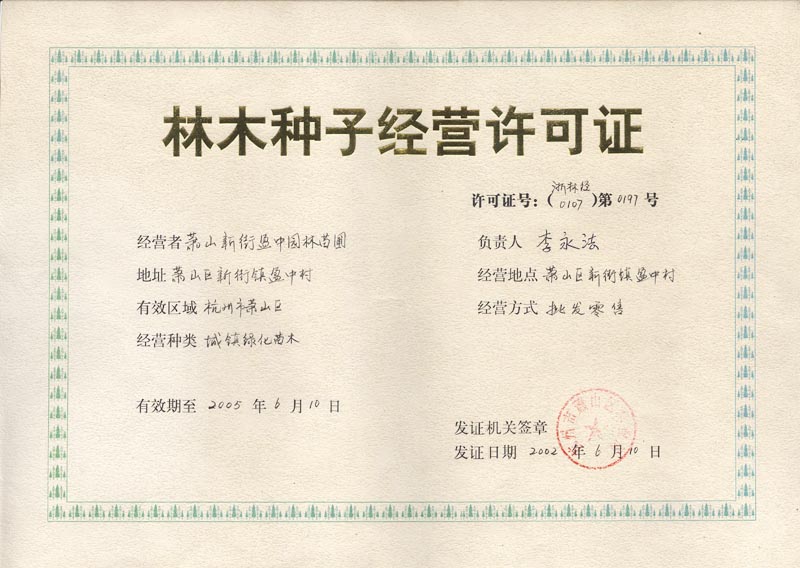 林木种子经营许可证
许可证号：(浙林经0107)第0197号
经营者 萧山新街盈中园林苗圃
地址 萧山区新街镇盈中村
有效区域 杭州市萧山区
经营种类 城镇绿化苗木
有效期至 2005 年 6 月 10 日
负责人 李永法
经营地点 萧山区新街镇盈中村
经营方式 批发零售
发证机关签章
发证日期 2002 年 6 月 10 日